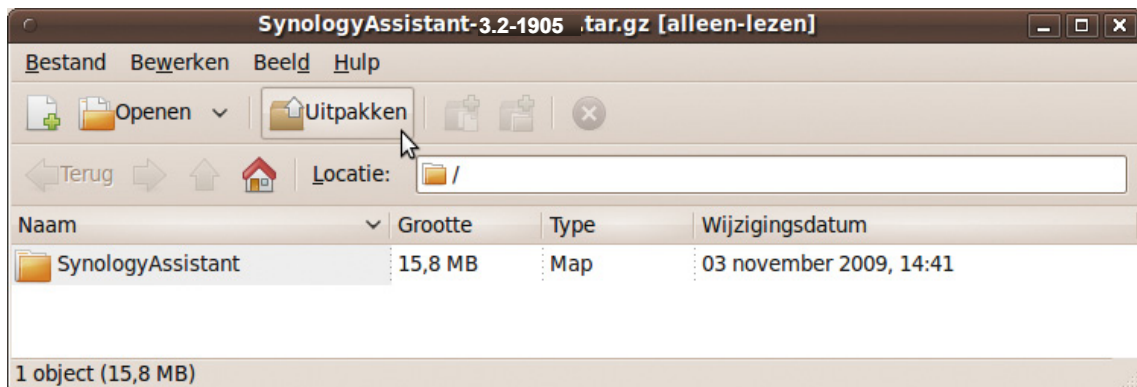 SynologyAssistant-3.2-1905 .tar.gz [alleen-lezen]
Bestand Bewerken Beeld Hulp
Openen Uitpakken
Terug Locatie: /
Naam Grootte Type Wijzigingsdatum
SynologyAssistant 15,8 MB Map 03 november 2009, 14:41
1 object (15,8 MB)